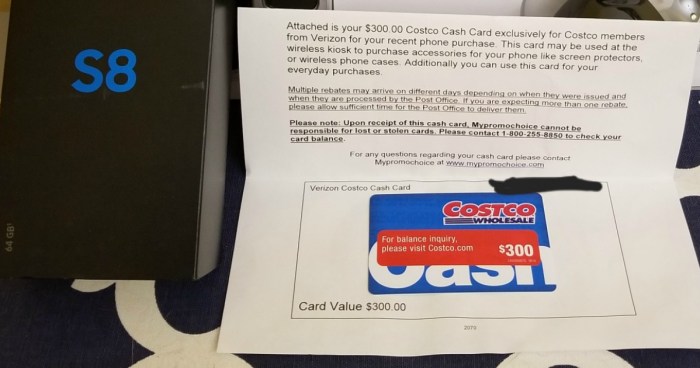 S8
64 GB¹
Attached is your $300.00 Costco Cash Card exclusively for Costco members
from Verizon for your recent phone purchase. This card may be used at the
wireless kiosk to purchase accessories for your phone like screen protectors,
or wireless phone cases. Additionally you can use this card for your
everyday purchases.
Multiple rebates may arrive on different days depending on when they were issued and
when they are processed by the Post Office. If you are expecting more than one rebate,
please allow sufficient time for the Post Office to deliver them.
Please note: Upon receipt of this cash card, Mypromochoice cannot be
responsible for lost or stolen cards. Please contact 1-800-255-8850 to check your
card balance.
For any questions regarding your cash card please contact
Mypromochoice at www.mypromochoice.com
Verizon Costco Cash Card
COSTCO
WHOLESALE
For balance inquiry,
please visit Costco.com
$300
Cash
Card Value $300.00